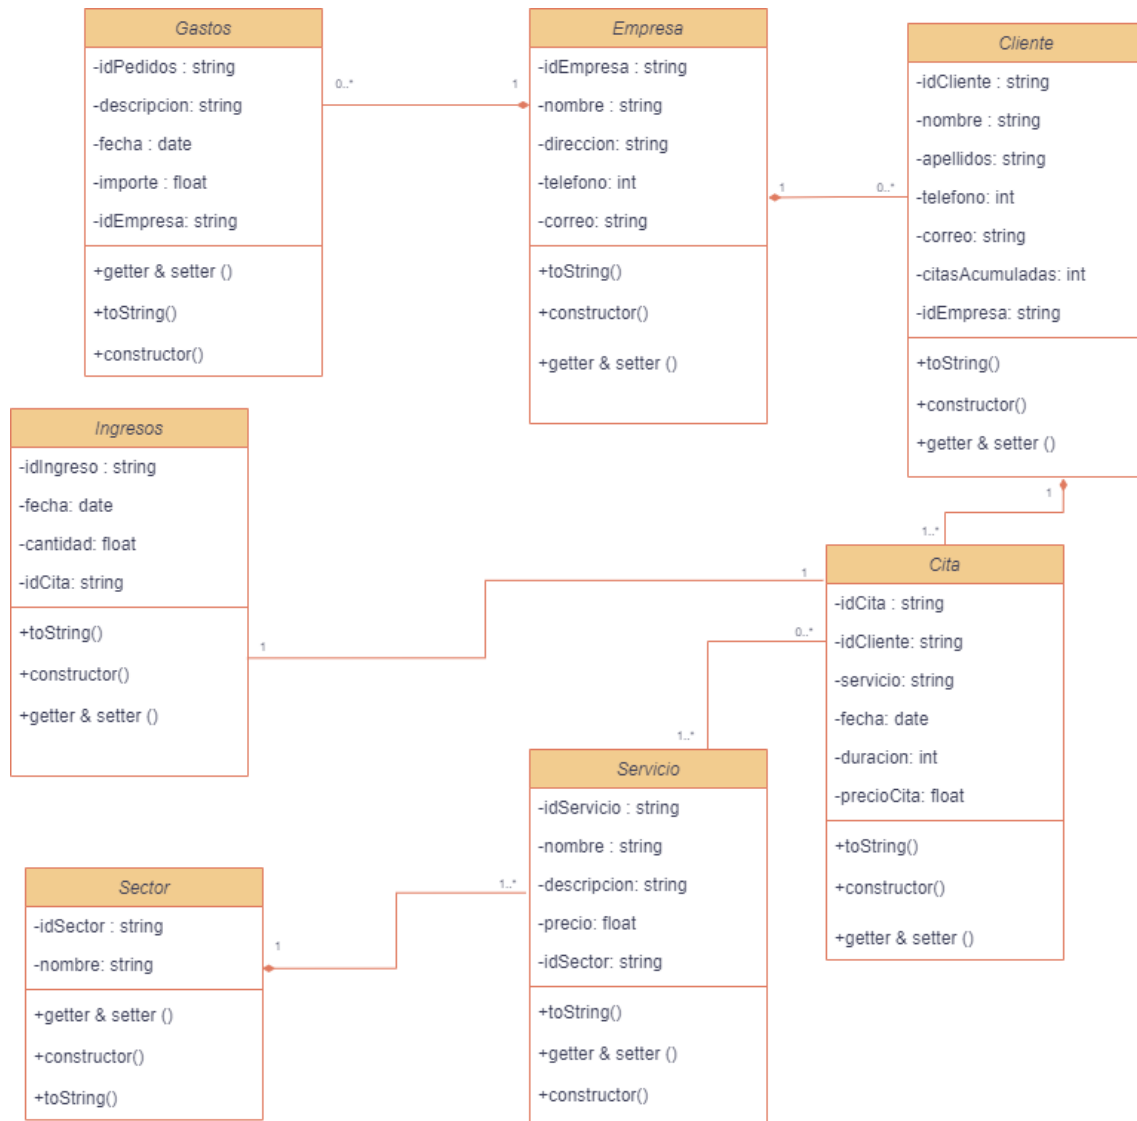 Gastos
-idPedidos : string
-descripcion: string
-fecha : date
-importe : float
-idEmpresa: string
+getter & setter ()
+toString()
+constructor()
0..*
1
Empresa
-idEmpresa : string
-nombre : string
-direccion: string
-telefono: int
-correo: string
+toString()
+constructor()
+getter & setter ()
1
0..*
Cliente
-idCliente : string
-nombre : string
-apellidos: string
-telefono: int
-correo: string
-citasAcumuladas: int
-idEmpresa: string
+toString()
+constructor()
+getter & setter ()
1
1..*
Ingresos
-idIngreso : string
-fecha: date
-cantidad: float
-idCita: string
+toString()
+constructor()
+getter & setter ()
1
1
Cita
-idCita : string
-idCliente: string
-servicio: string
-fecha: date
-duracion: int
-precioCita: float
+toString()
+constructor()
+getter & setter ()
0..*
1..*
Servicio
-idServicio : string
-nombre : string
-descripcion: string
-precio: float
-idSector: string
+toString()
+getter & setter ()
+constructor()
1..*
1
Sector
-idSector : string
-nombre: string
+getter & setter ()
+constructor()
+toString()